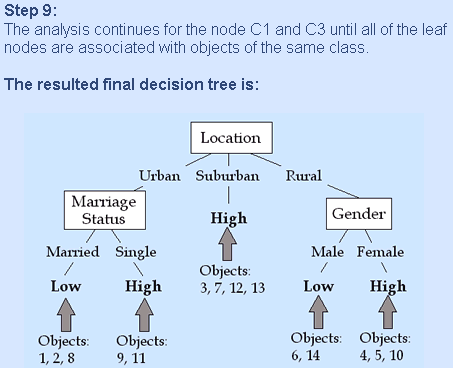 Step 9:
The analysis continues for the node C1 and C3 until all of the leaf
nodes are associated with objects of the same class.
The resulted final decision tree is:
Location
Urban Suburban Rural
Marriage
Status
High
Gender
Married Single
Male Female
Low High
Objects:
3, 7, 12, 13
Low High
Objects:
1, 2, 8
Objects:
9, 11
Objects:
6, 14
Objects:
4, 5, 10